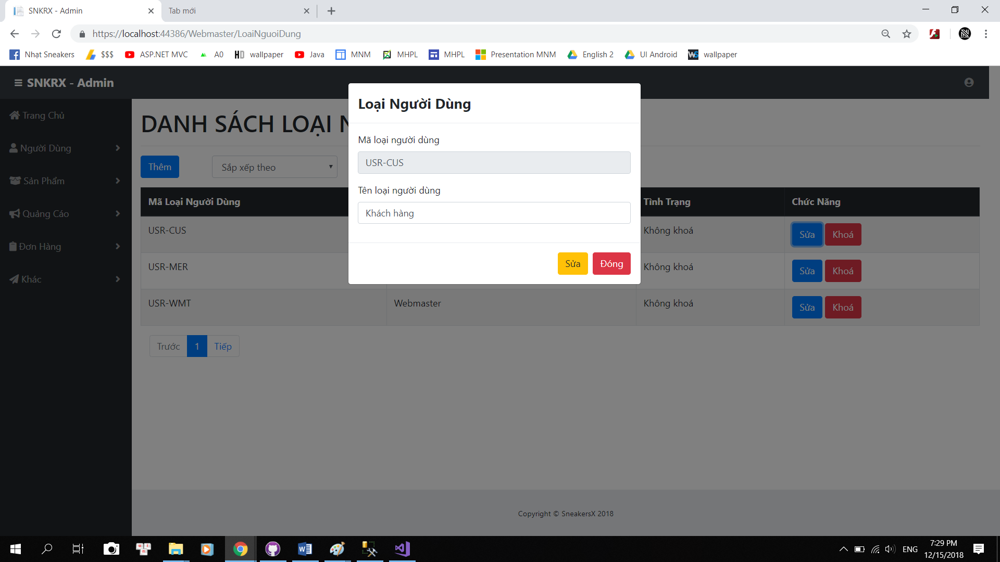 SNKRX - Admin
Tab mới
https://localhost:44386/Webmaster/LoaiNguoiDung
Nhạt Sneakers
$$$
ASP.NET MVC
A0
HD wallpaper
Java
MNM
MHPL
MHPL
Presentation MNM
English 2
UI Android
wallpaper
SNKRX - Admin
Trang Chủ
Người Dùng
Sản Phẩm
Quảng Cáo
Đơn Hàng
Khác
DANH SÁCH LOẠI N
Thêm
Sắp xếp theo
Mã Loại Người Dùng
Tình Trạng
Chức Năng
USR-CUS
Không khoá
Sửa
Khoá
USR-MER
Không khoá
Sửa
Khoá
USR-WMT
Webmaster
Không khoá
Sửa
Khoá
Trước
1
Tiếp
Loại Người Dùng
Mã loại người dùng
USR-CUS
Tên loại người dùng
Khách hàng
Sửa
Đóng
Copyright © SneakersX 2018
ENG
7:29 PM
12/15/2018